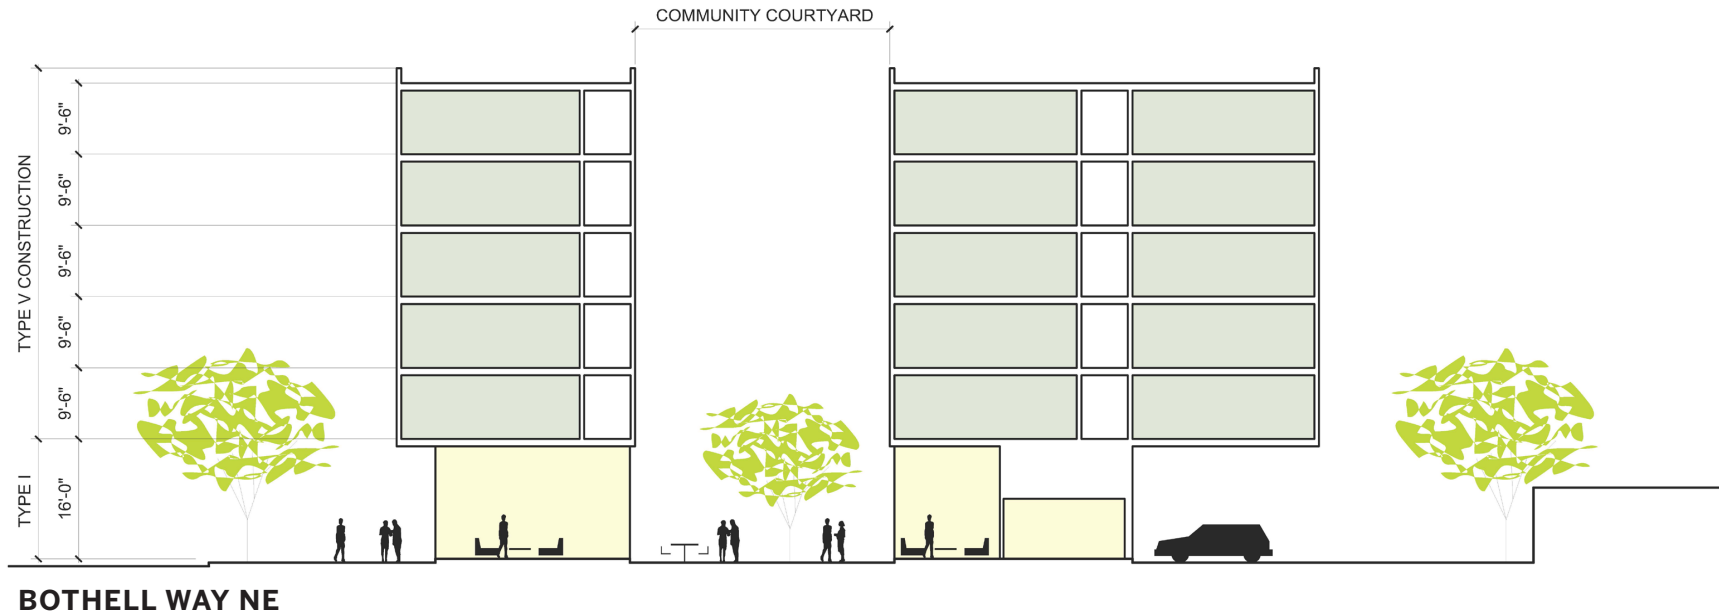 COMMUNITY COURTYARD
TYPE V CONSTRUCTION
9'-6"
9'-6"
9'-6"
9'-6"
9'-6"
TYPE I
16'-0"
BOTHELL WAY NE